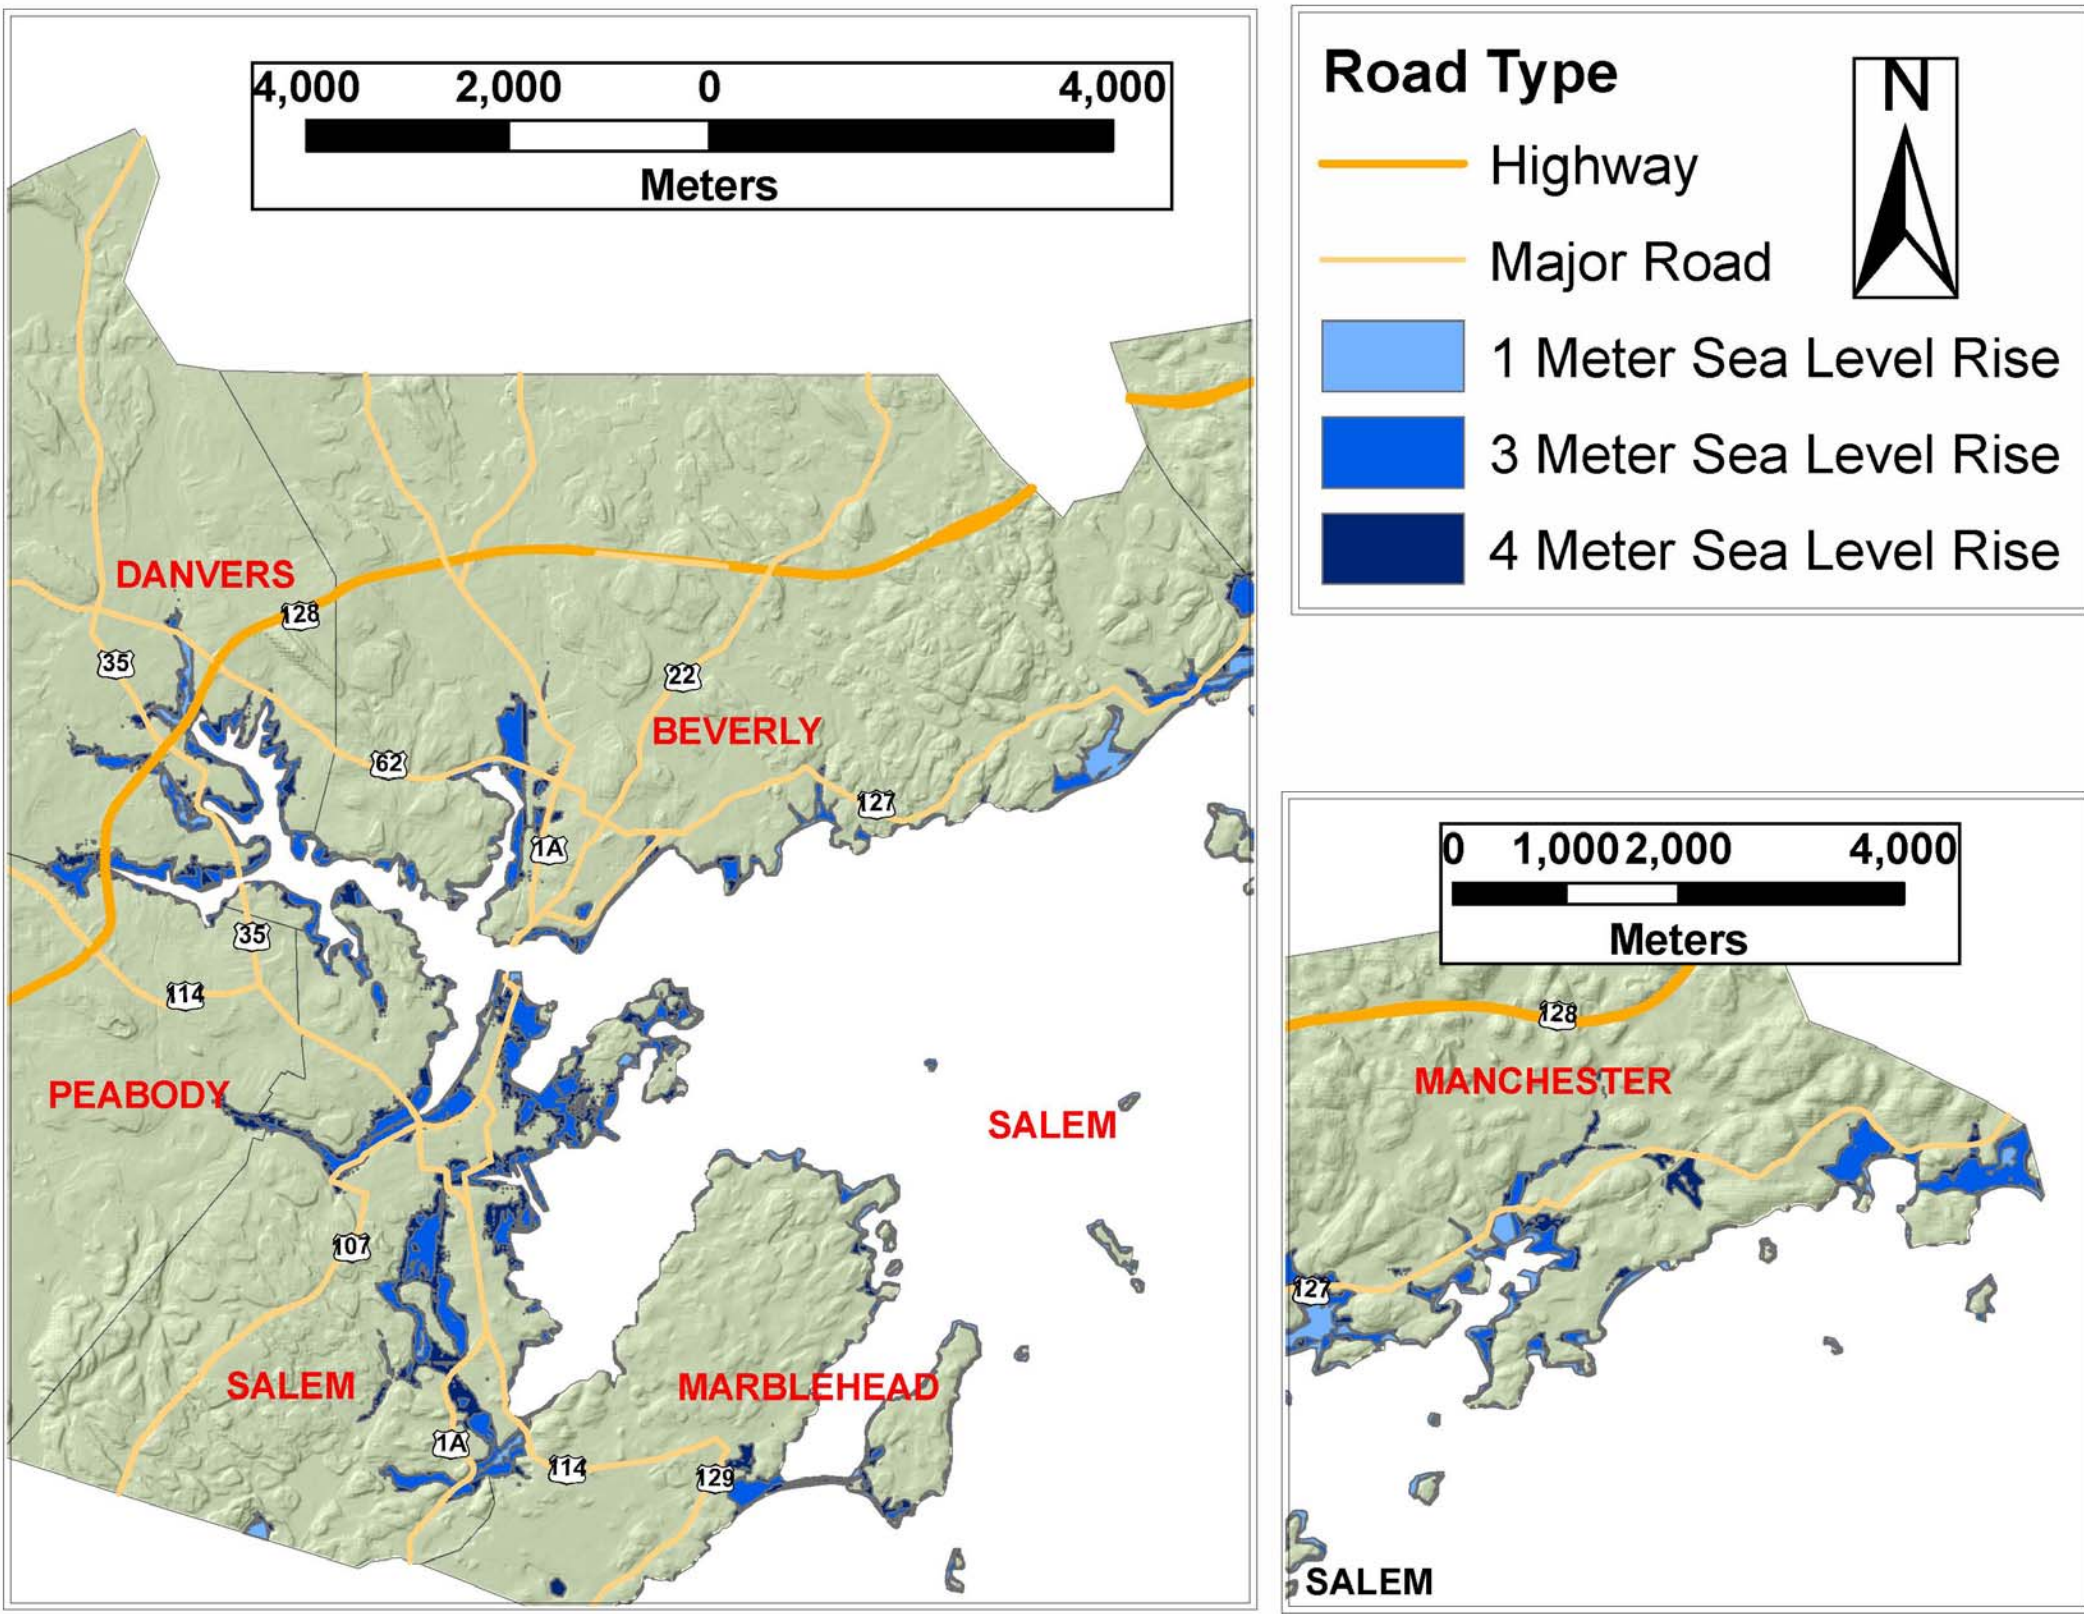 4,000 2,000 0 4,000
Meters
DANVERS
128
35
22
BEVERLY
62
127
1A
35
114
PEABODY
SALEM
107
SALEM
MARBLEHEAD
1A
114
129
Road Type
N
Highway
Major Road
1 Meter Sea Level Rise
3 Meter Sea Level Rise
4 Meter Sea Level Rise
0 1,000 2,000 4,000
Meters
128
MANCHESTER
127
SALEM